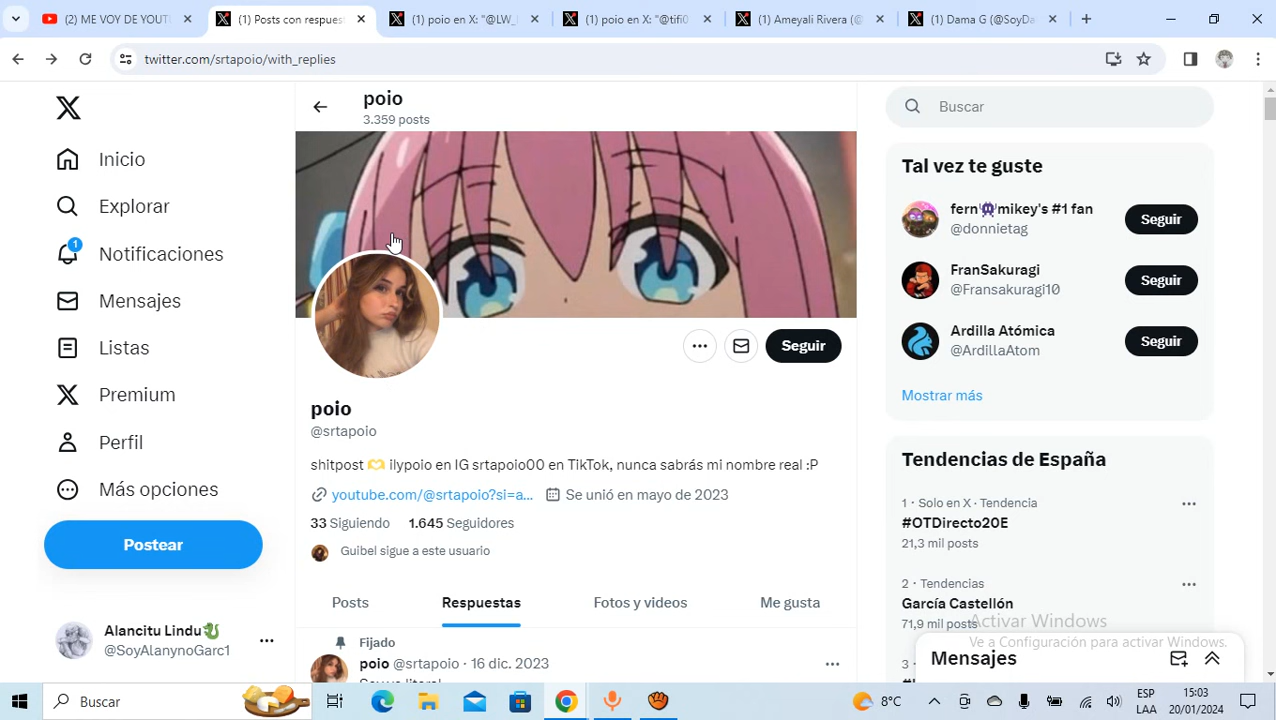 (2) ME VOY DE YOUT
(1) Posts con respues
(1) poio en X: "@LW_
(1) poio en X: "@tifi0
(1) Ameyali Rivera (@
(1) Dama G (@SoyDa
twitter.com/srtapoio/with_replies
poio
3.359 posts
Inicio
Explorar
1
Notificaciones
Mensajes
Listas
Premium
Perfil
Más opciones
Postear
Alancitu Lindu🐉
@SoyAlanynoGarc1
Seguir
poio
@srtapoio
shitpost 🫶 ilypoio en IG srtapoio00 en TikTok, nunca sabrás mi nombre real :P
youtube.com/@srtapoio?si=a... Se unió en mayo de 2023
33 Siguiendo 1.645 Seguidores
Guibel sigue a este usuario
Posts Respuestas Fotos y videos Me gusta
Fijado
poio @srtapoio · 16 dic. 2023
Buscar
Tal vez te guste
fern👾mikey's #1 fan
@donnietag
Seguir
FranSakuragi
@Fransakuragi10
Seguir
Ardilla Atómica
@ArdillaAtom
Seguir
Mostrar más
Tendencias de España
1 · Solo en X · Tendencia
#OTDirecto20E
21,3 mil posts
2 · Tendencias
García Castellón
71,9 mil posts
Activar Windows
Ve a Configuración para activar Windows.
3 ·
Mensajes
Buscar
8°C
ESP
LAA
15:03
20/01/2024